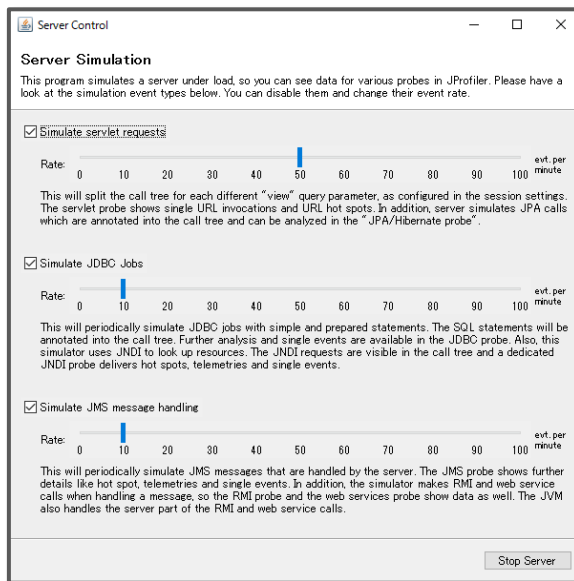 Server Control
Server Simulation
This program simulates a server under load, so you can see data for various probes in JProfiler. Please have a
look at the simulation event types below. You can disable them and change their event rate.
Simulate servlet requests
Rate:
0 10 20 30 40 50 60 70 80 90 100
evt. per
minute
This will split the call tree for each different "view" query parameter, as configured in the session settings.
The servlet probe shows single URL invocations and URL hot spots. In addition, server simulates JPA calls
which are annotated into the call tree and can be analyzed in the "JPA/Hibernate probe".
Simulate JDBC Jobs
Rate:
0 10 20 30 40 50 60 70 80 90 100
evt. per
minute
This will periodically simulate JDBC jobs with simple and prepared statements. The SQL statements will be
annotated into the call tree. Further analysis and single events are available in the JDBC probe. Also, this
simulator uses JNDI to look up resources. The JNDI requests are visible in the call tree and a dedicated
JNDI probe delivers hot spots, telemetries and single events.
Simulate JMS message handling
Rate:
0 10 20 30 40 50 60 70 80 90 100
evt. per
minute
This will periodically simulate JMS messages that are handled by the server. The JMS probe shows further
details like hot spot, telemetries and single events. In addition, the simulator makes RMI and web service
calls when handling a message, so the RMI probe and the web services probe show data as well. The JVM
also handles the server part of the RMI and web service calls.
Stop Server